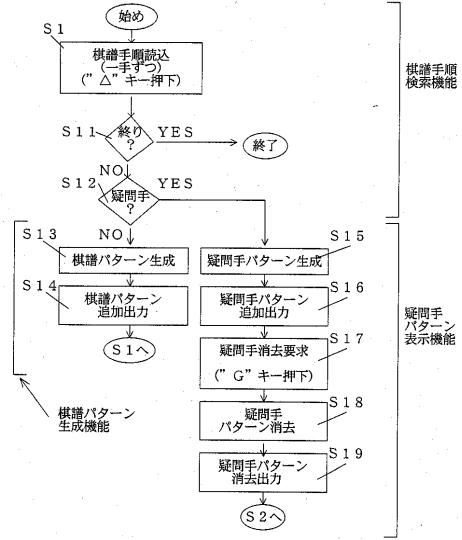 始め
S1
棋譜手順読込
(一手ずつ)
("△"キー押下)
棋譜手順
検索機能
S11
終り
?
YES
終了
NO
S12
YES
疑問手
?
NO
S13
棋譜パターン生成
S14
棋譜パターン
追加出力
S1へ
棋譜パターン
生成機能
S15
疑問手パターン生成
S16
疑問手パターン
追加出力
S17
疑問手消去要求
("G"キー押下)
S18
疑問手
パターン消去
S19
疑問手パターン
消去出力
S2へ
疑問手
パターン
表示機能